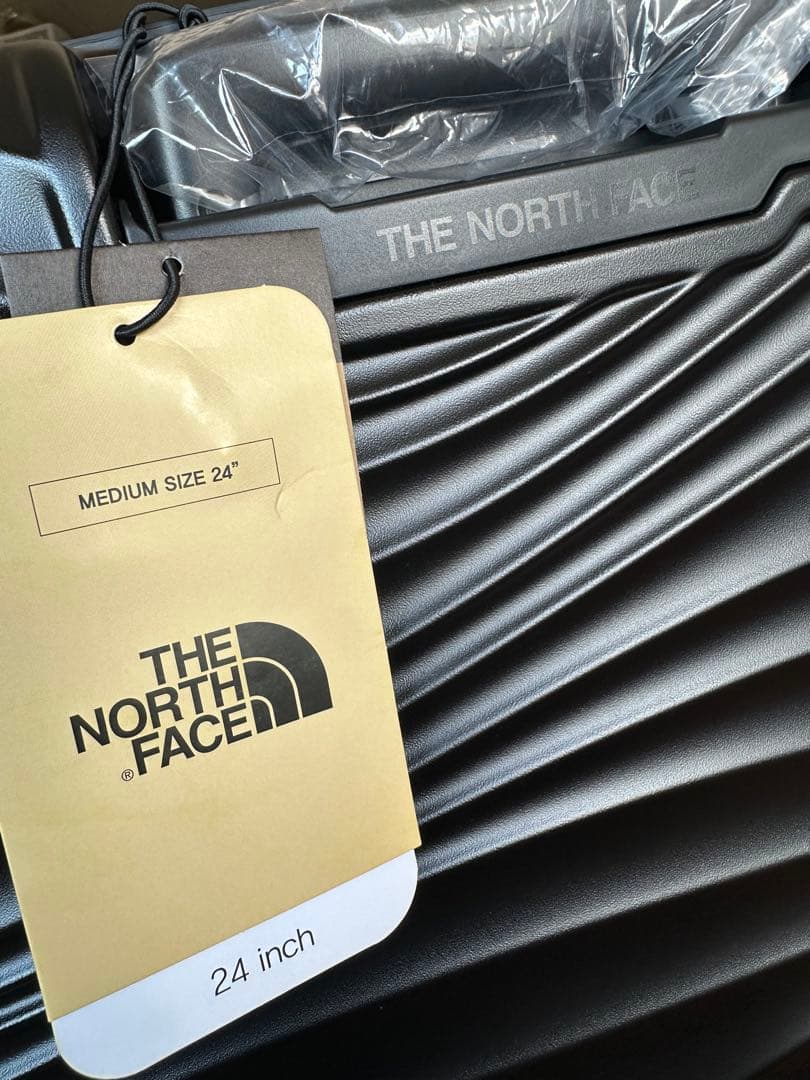 THE NORTH FACE
MEDIUM SIZE 24"
THE
NORTH
FACE
®
24 inch